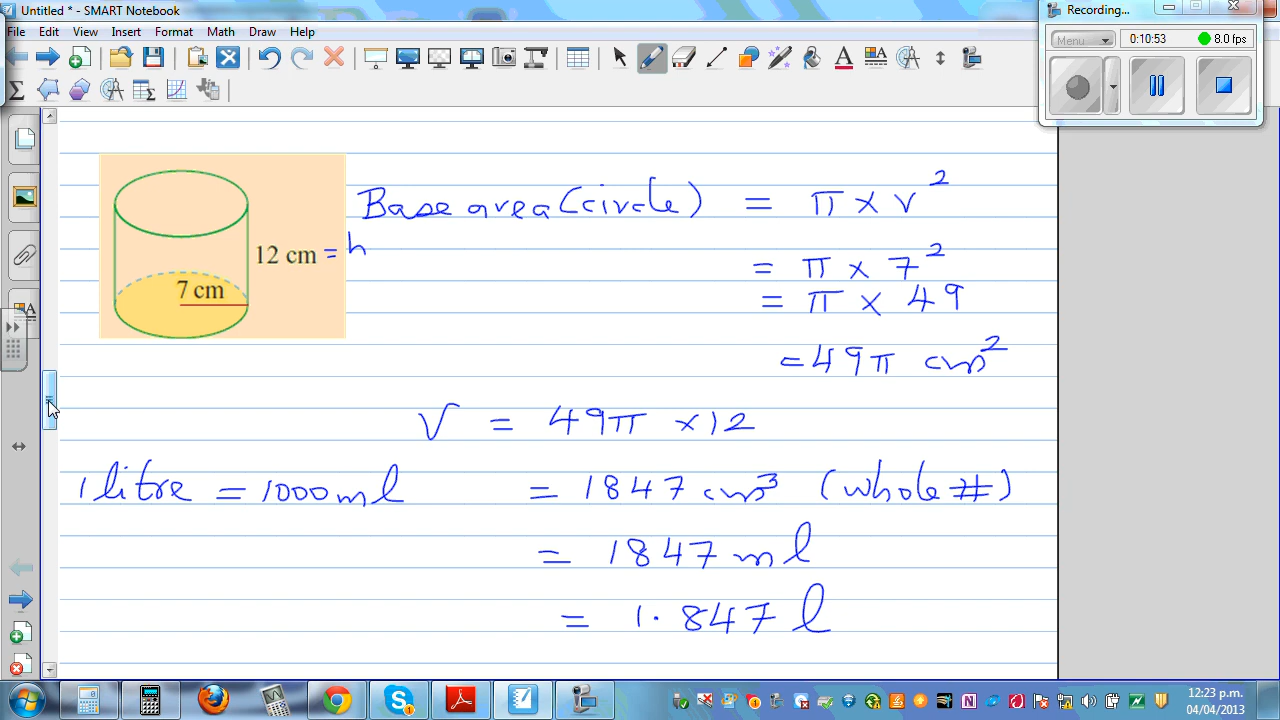 Untitled * - SMART Notebook
Recording...
File Edit View Insert Format Math Draw Help
Menu 0:10:53 8.0 fps
Base area (circle) = π × r²
12 cm = h
= π × 7²
7 cm
= π × 49
= 49π cm²
V = 49π × 12
1 litre = 1000 ml = 1847 cm³ (whole #)
= 1847 ml
= 1.847 l
12:23 p.m.
04/04/2013